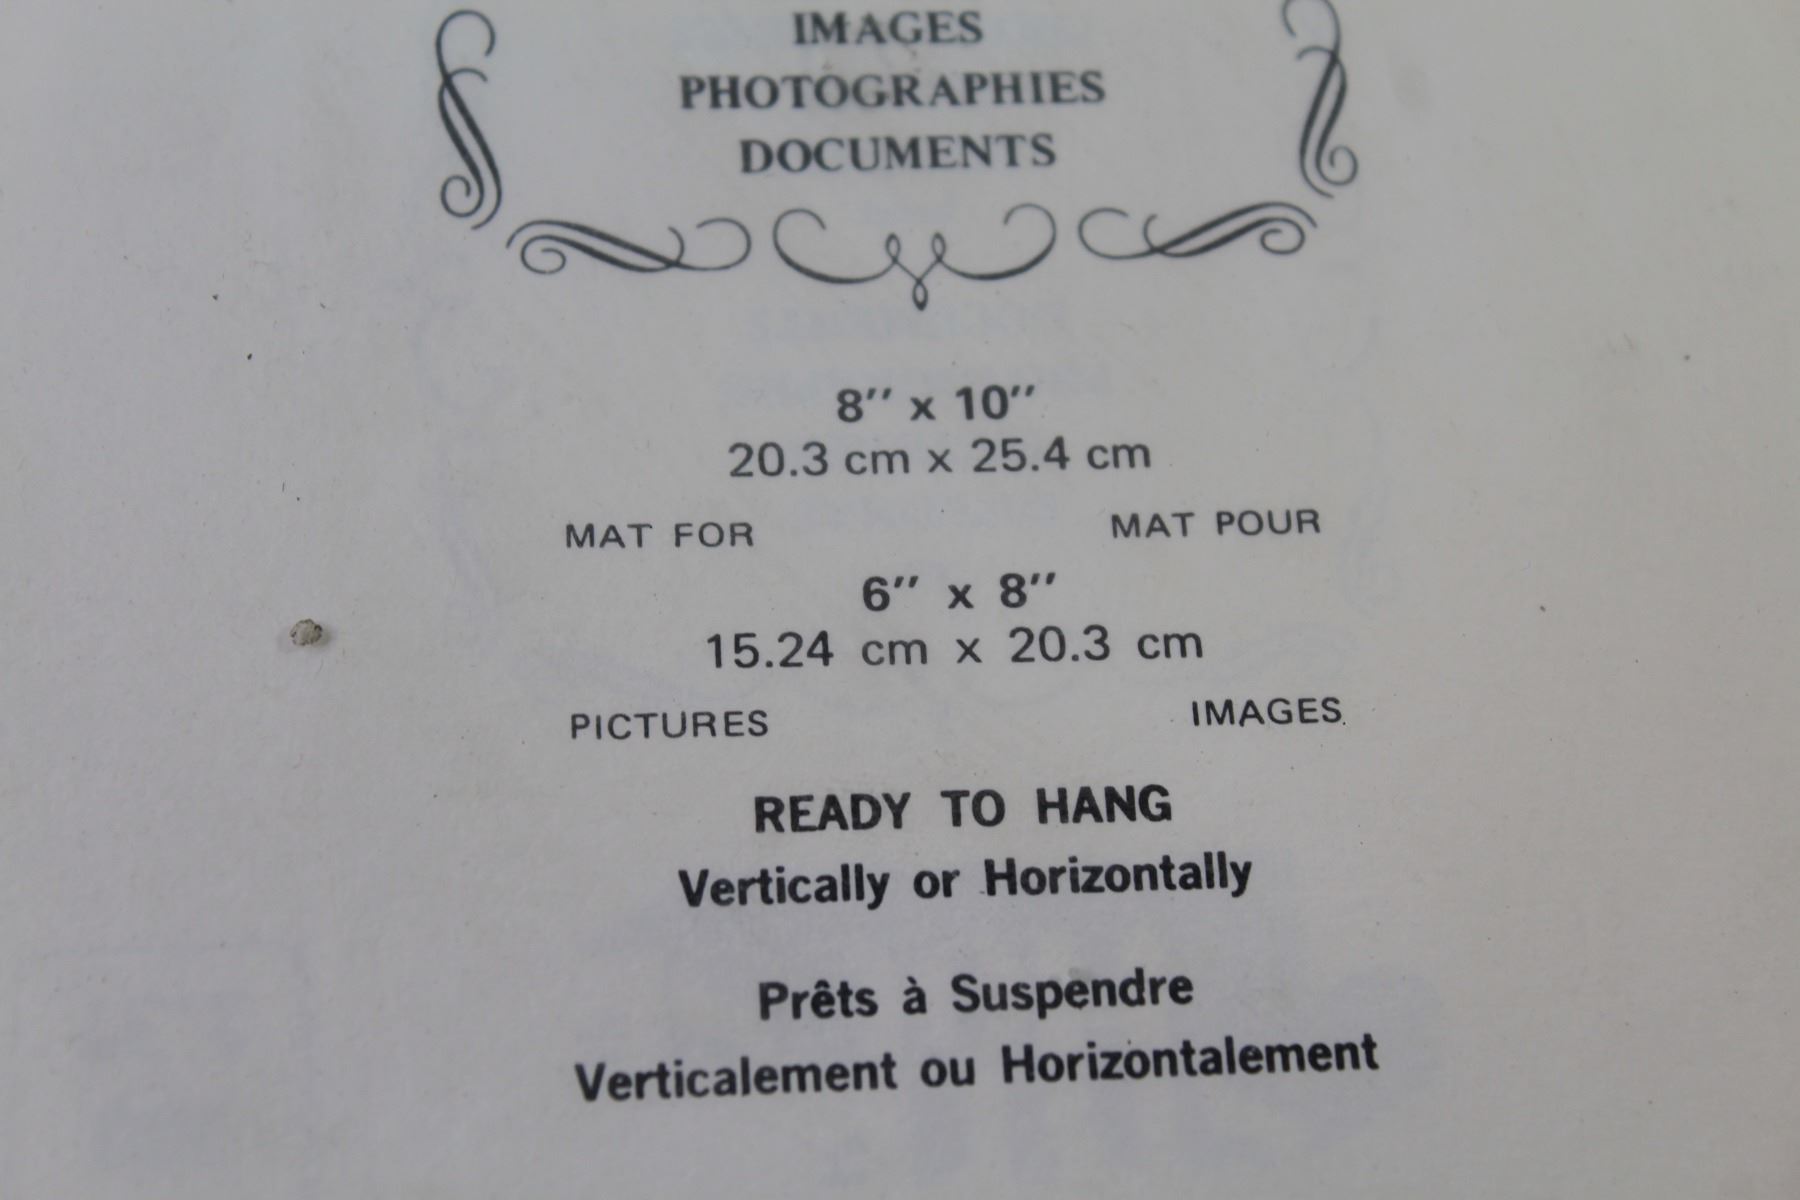 IMAGES
PHOTOGRAPHIES
DOCUMENTS
8" x 10"
20.3 cm x 25.4 cm
MAT FOR MAT POUR
6" x 8"
15.24 cm x 20.3 cm
PICTURES IMAGES
READY TO HANG
Vertically or Horizontally
Prêts à Suspendre
Verticalement ou Horizontalement